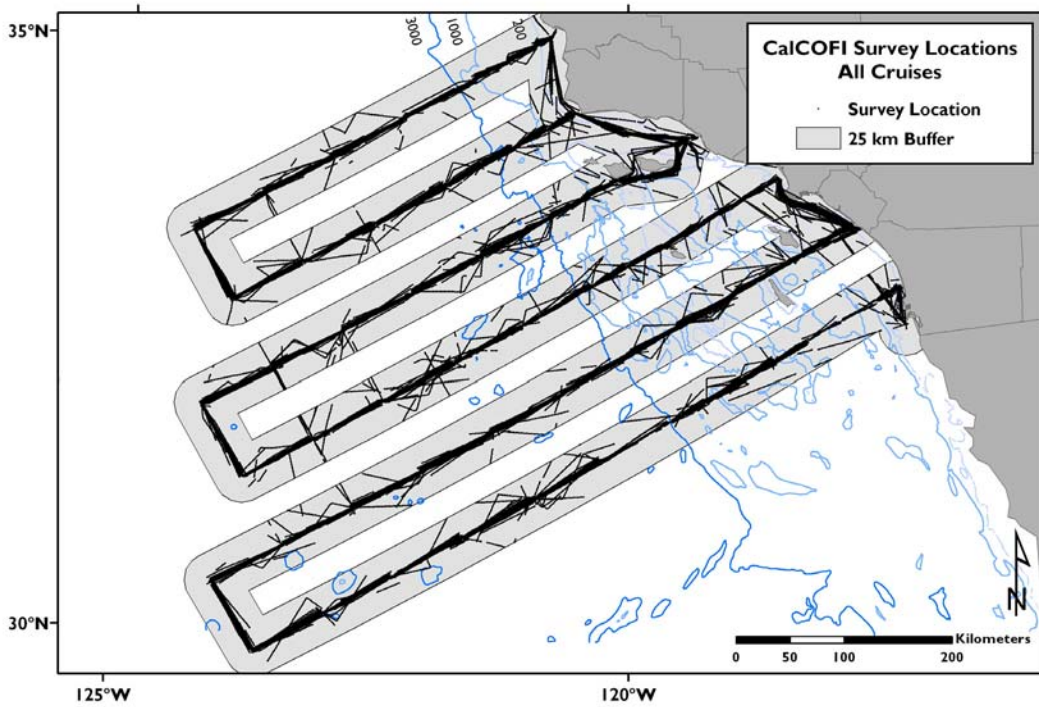 35°N
3000
1000
200
CalCOFI Survey Locations
All Cruises
Survey Location
25 km Buffer
N
30°N
Kilometers
0 50 100 200
125°W
120°W